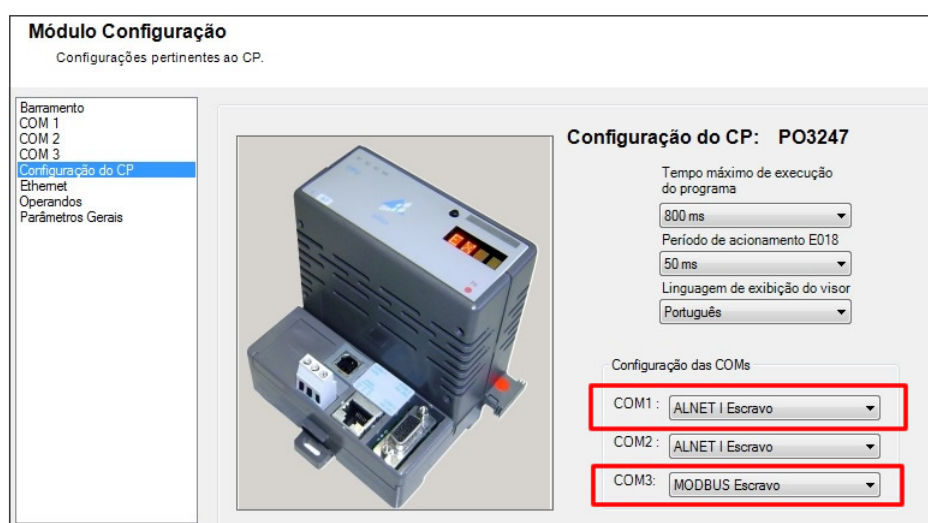 Módulo Configuração
Configurações pertinentes ao CP.
Barramento
COM 1
COM 2
COM 3
Configuração do CP
Ethernet
Operandos
Parâmetros Gerais
Configuração do CP: PO3247
Tempo máximo de execução
do programa
800 ms
Período de acionamento E018
50 ms
Linguagem de exibição do visor
Português
Configuração das COMs
COM1 : ALNET I Escravo
COM2 : ALNET I Escravo
COM3: MODBUS Escravo